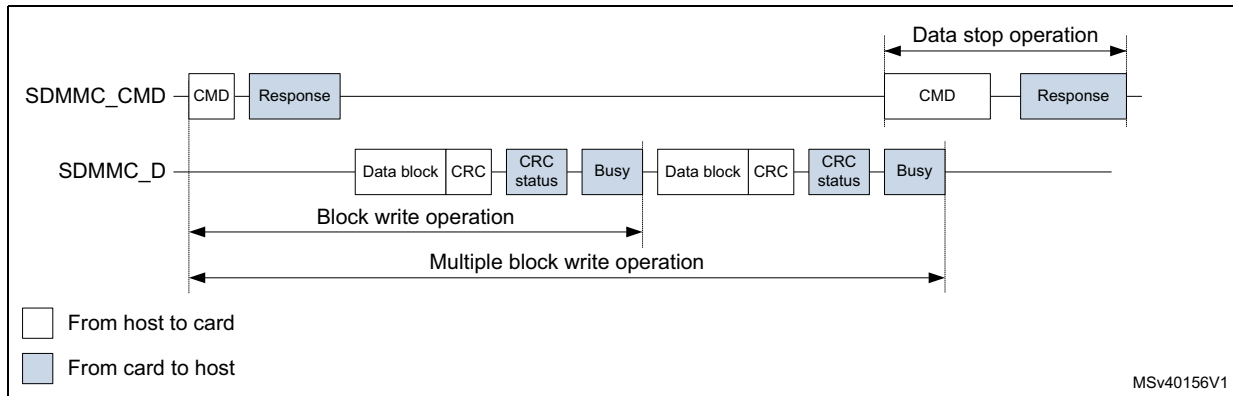 Data stop operation
SDMMC_CMD CMD Response CMD Response
SDMMC_D Data block CRC CRC status Busy Data block CRC CRC status Busy
Block write operation
Multiple block write operation
From host to card
From card to host
MSv40156V1